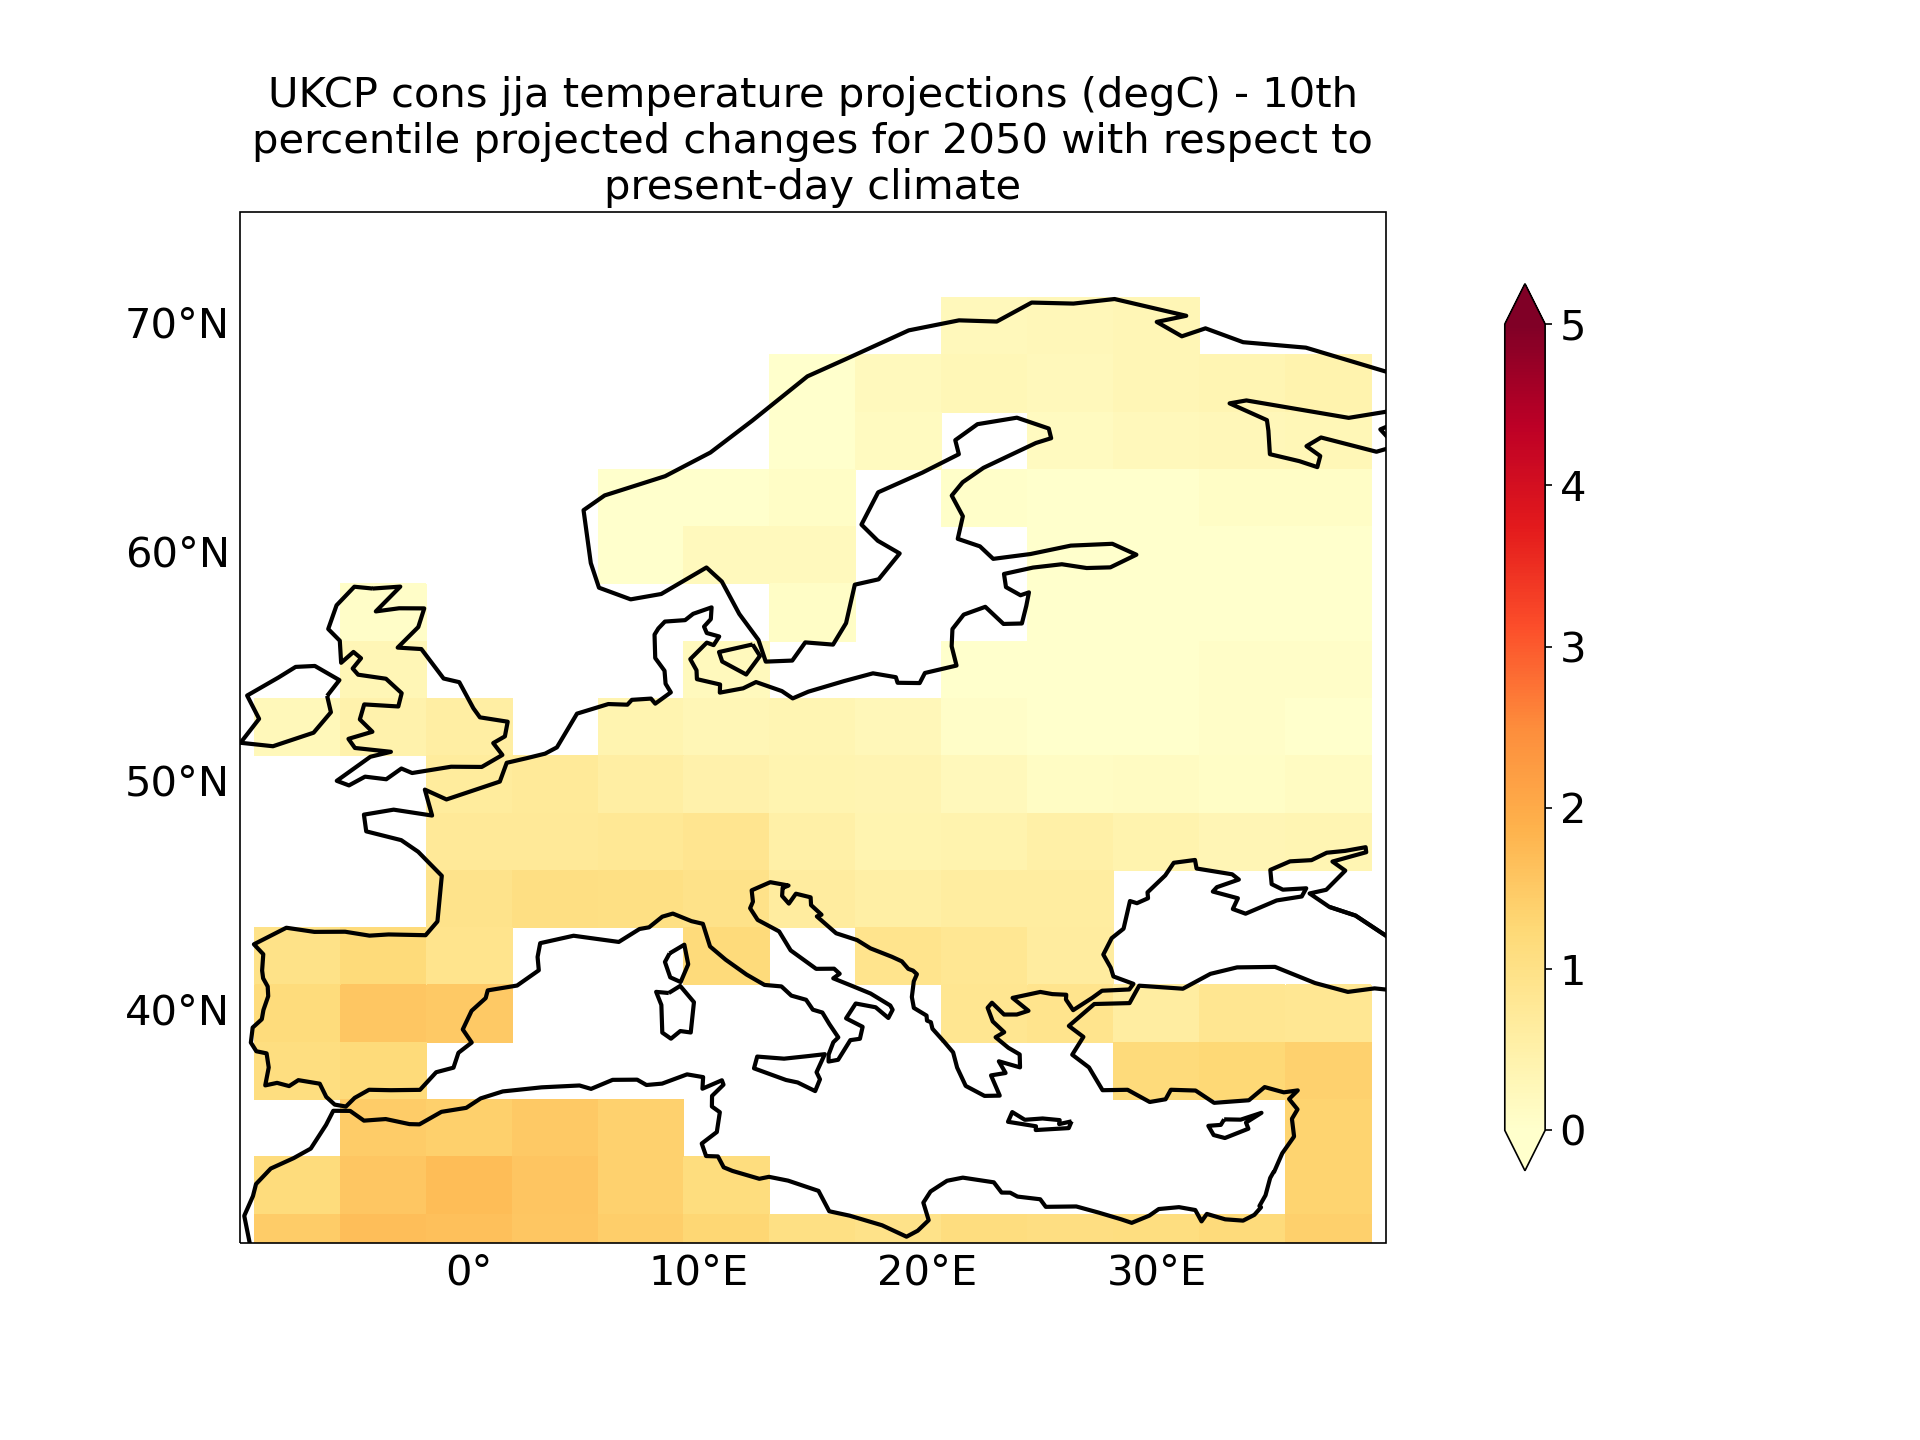 UKCP cons jja temperature projections (degC) - 10th
percentile projected changes for 2050 with respect to
present-day climate
70°N
60°N
50°N
40°N
0°
10°E
20°E
30°E
5
4
3
2
1
0